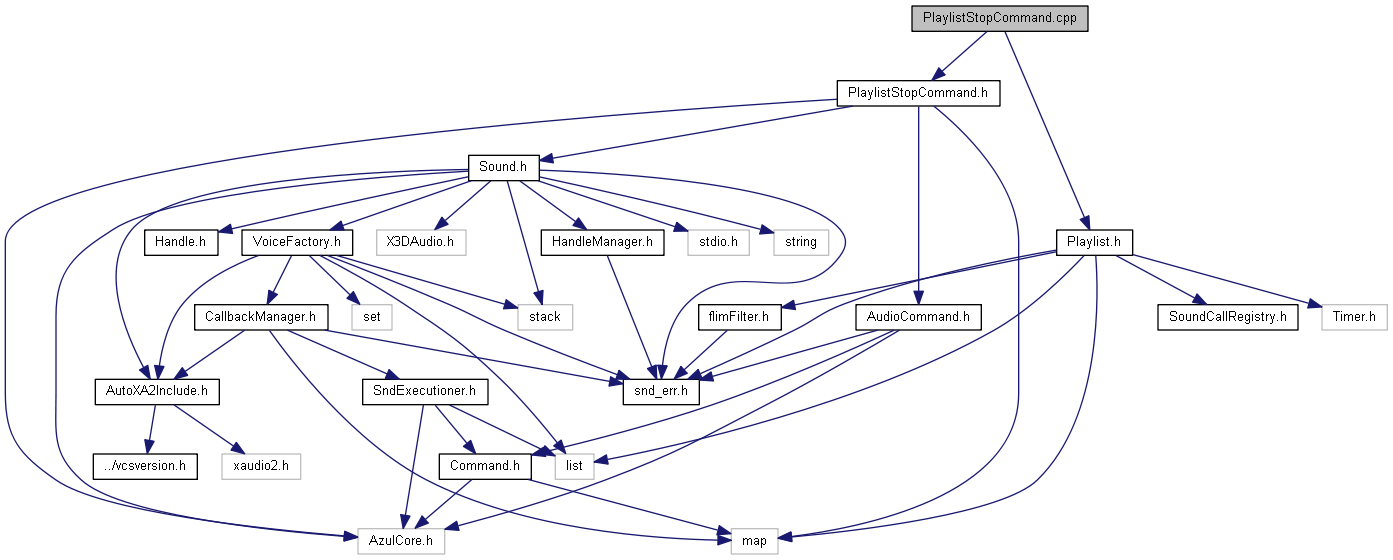 PlaylistStopCommand.cpp
PlaylistStopCommand.h
Sound.h
Handle.h
VoiceFactory.h
X3DAudio.h
HandleManager.h
stdio.h
string
Playlist.h
CallbackManager.h
set
stack
flimFilter.h
AudioCommand.h
SoundCallRegistry.h
Timer.h
AutoXA2Include.h
SndExecutioner.h
snd_err.h
../vcsversion.h
xaudio2.h
Command.h
list
AzulCore.h
map